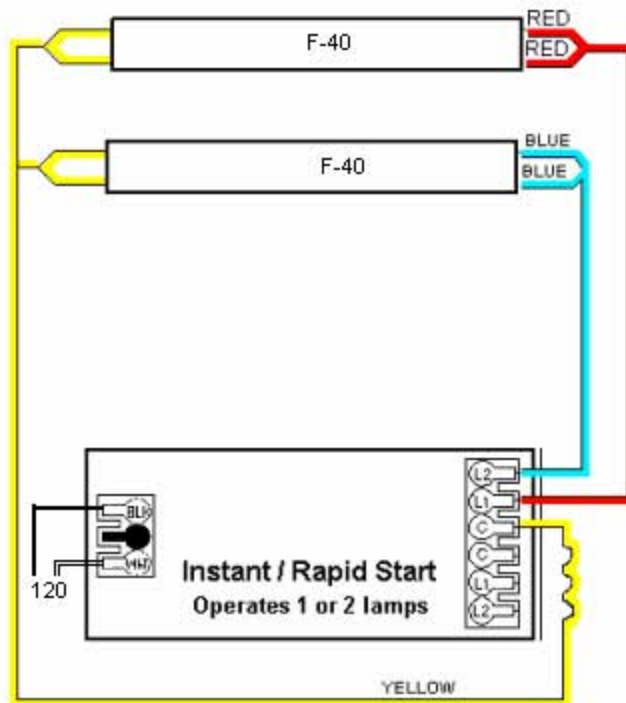 RED
F-40
RED
BLUE
F-40
BLUE
L2
BLK
L1
C
C
WHT
Instant / Rapid Start
L1
120
Operates 1 or 2 lamps
L2
YELLOW